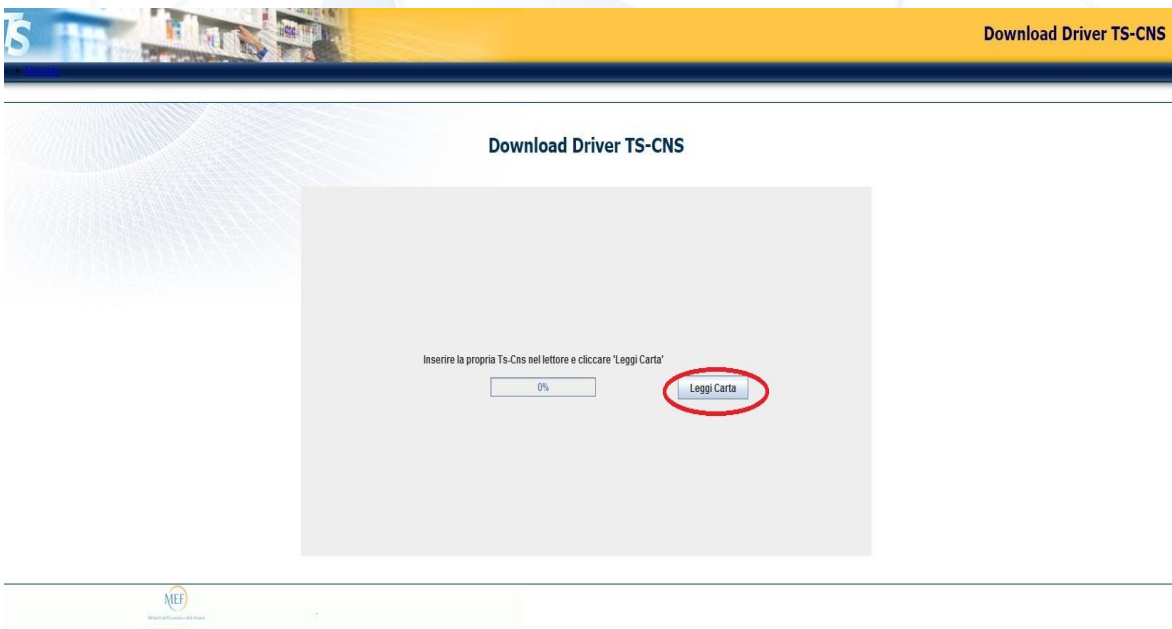 TS
Download Driver TS-CNS
Download Driver TS-CNS
Inserire la propria Ts-Cns nel lettore e cliccare 'Leggi Carta'
0%
Leggi Carta
MEF